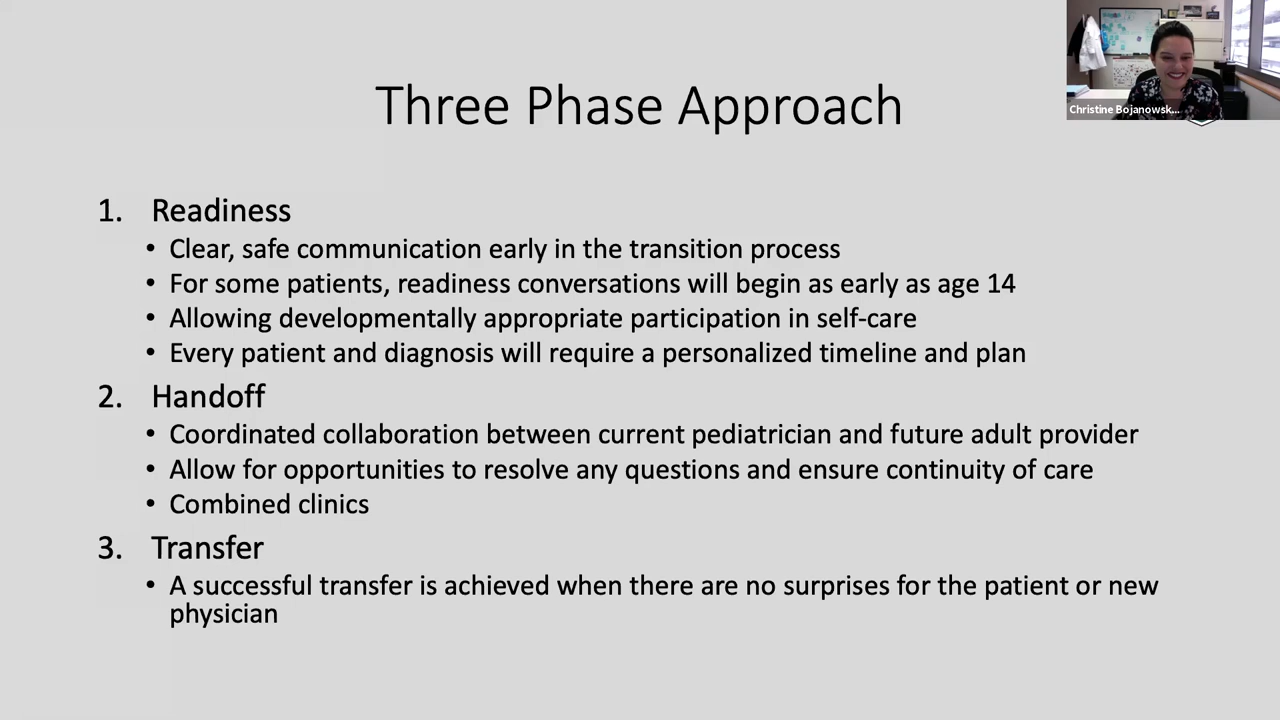 Three Phase Approach
Christine Bojanowsk...
1. Readiness
• Clear, safe communication early in the transition process
• For some patients, readiness conversations will begin as early as age 14
• Allowing developmentally appropriate participation in self-care
• Every patient and diagnosis will require a personalized timeline and plan
2. Handoff
• Coordinated collaboration between current pediatrician and future adult provider
• Allow for opportunities to resolve any questions and ensure continuity of care
• Combined clinics
3. Transfer
• A successful transfer is achieved when there are no surprises for the patient or new
physician